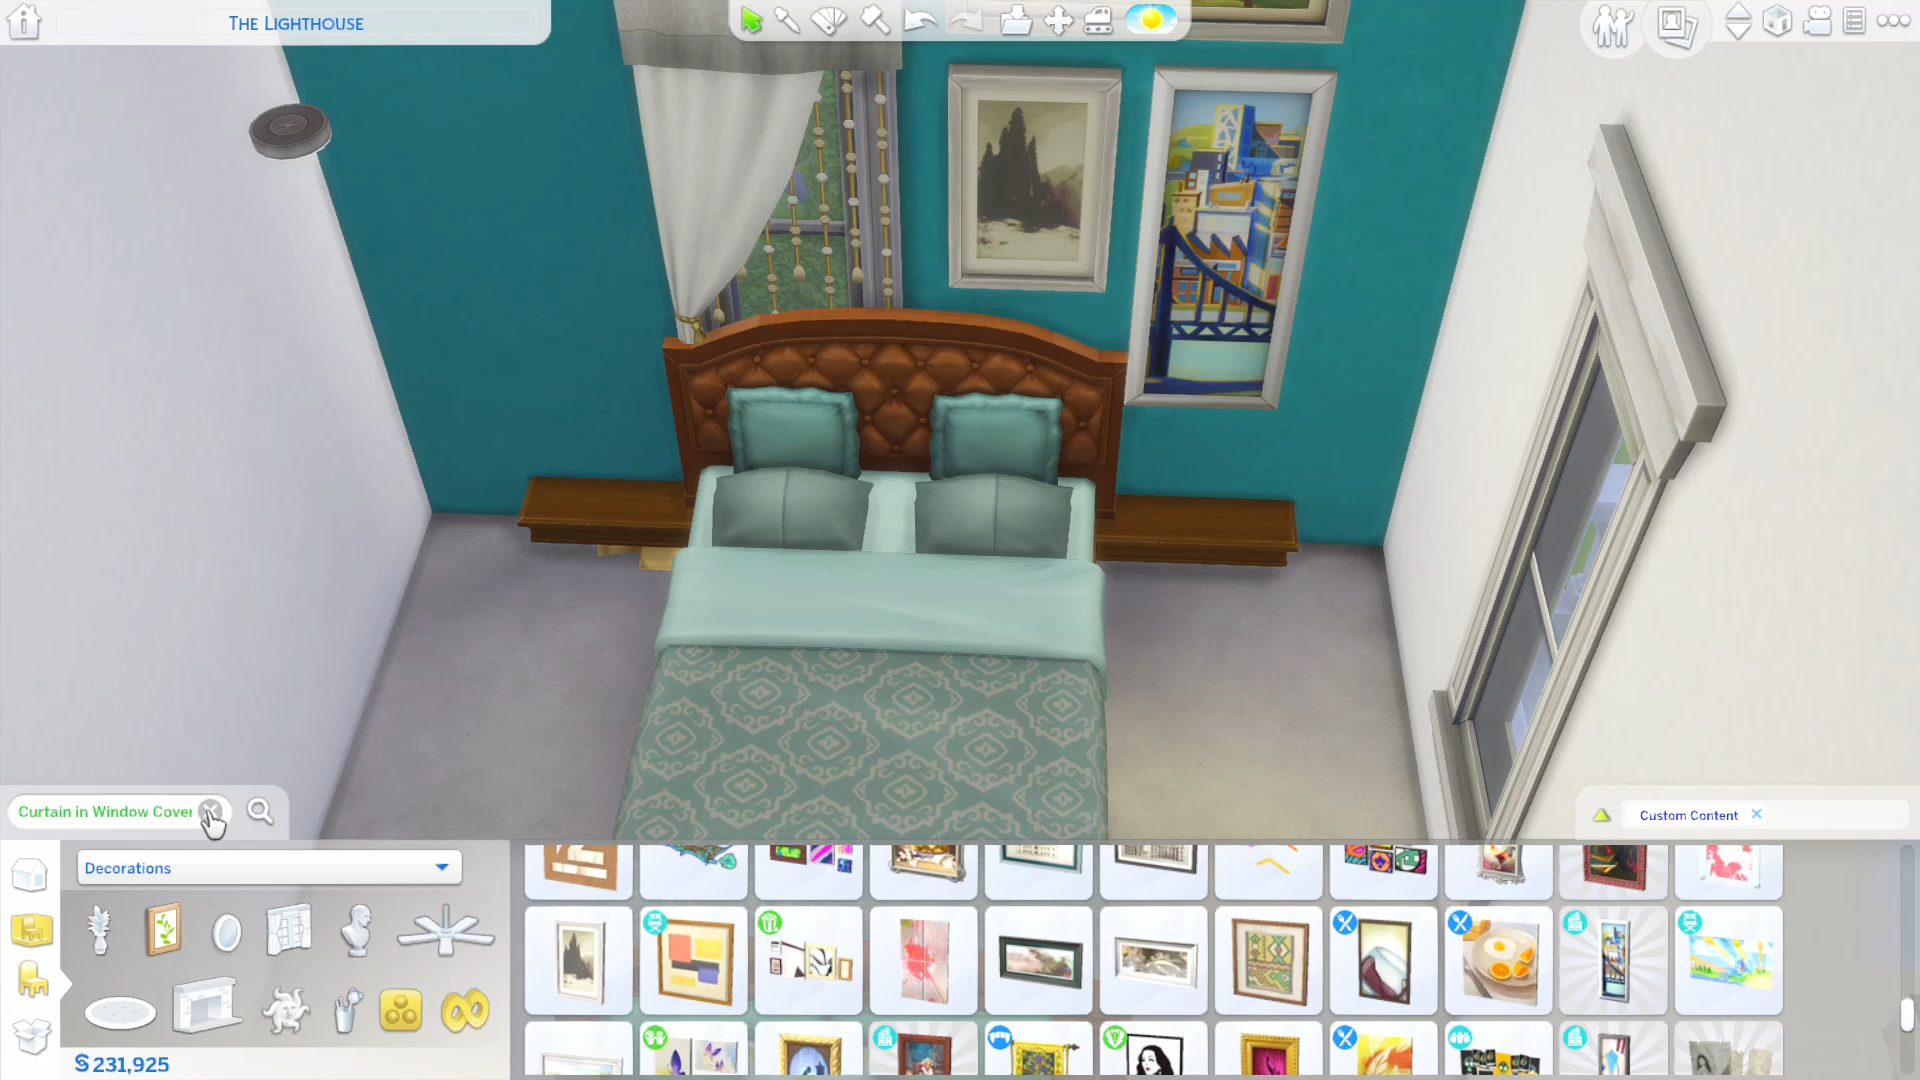 THE LIGHTHOUSE
Curtain in Window Cover
Custom Content
Decorations
§231,925